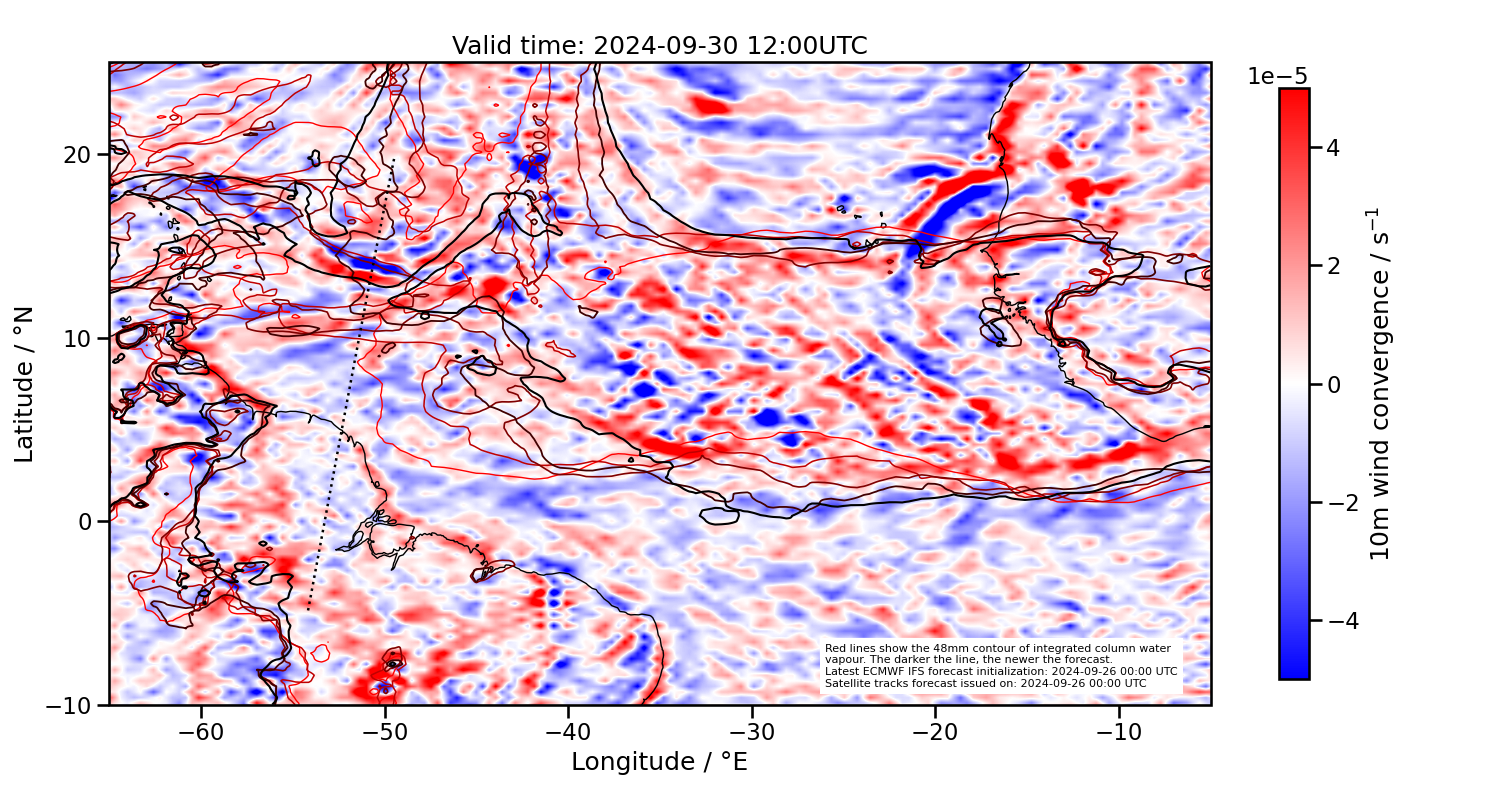 Valid time: 2024-09-30 12:00UTC
1e−5
20
10
0
−10
Latitude / °N
4
2
0
−2
−4
10m wind convergence / s⁻¹
Red lines show the 48mm contour of integrated column water
vapour. The darker the line, the newer the forecast.
Latest ECMWF IFS forecast initialization: 2024-09-26 00:00 UTC
Satellite tracks forecast issued on: 2024-09-26 00:00 UTC
−60
−50
−40
−30
−20
−10
Longitude / °E